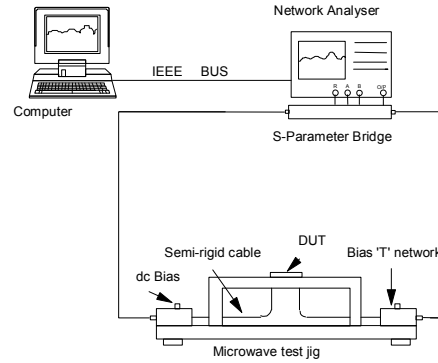 Network Analyser
IEEE BUS
R A B O/P
Computer
S-Parameter Bridge
DUT
Semi-rigid cable
Bias 'T' network
dc Bias
Microwave test jig